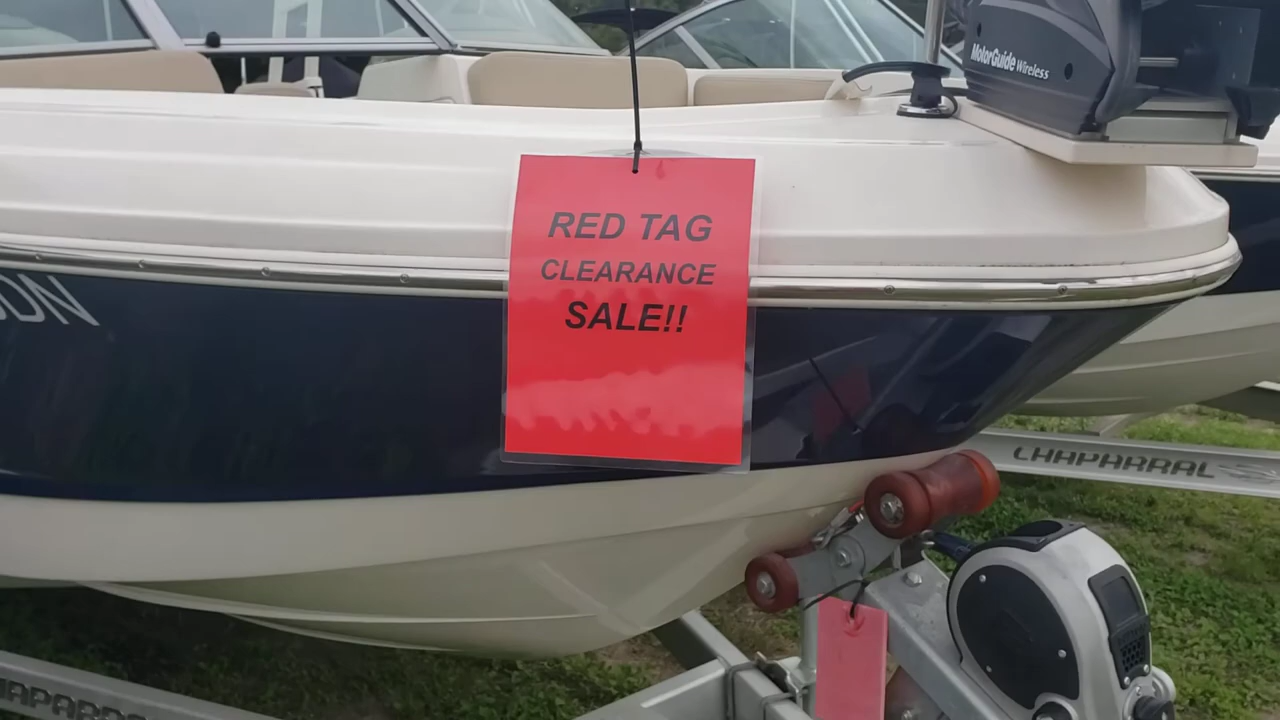 MotorGuide Wireless
RED TAG
CLEARANCE
SALE!!
CHAPARRAL